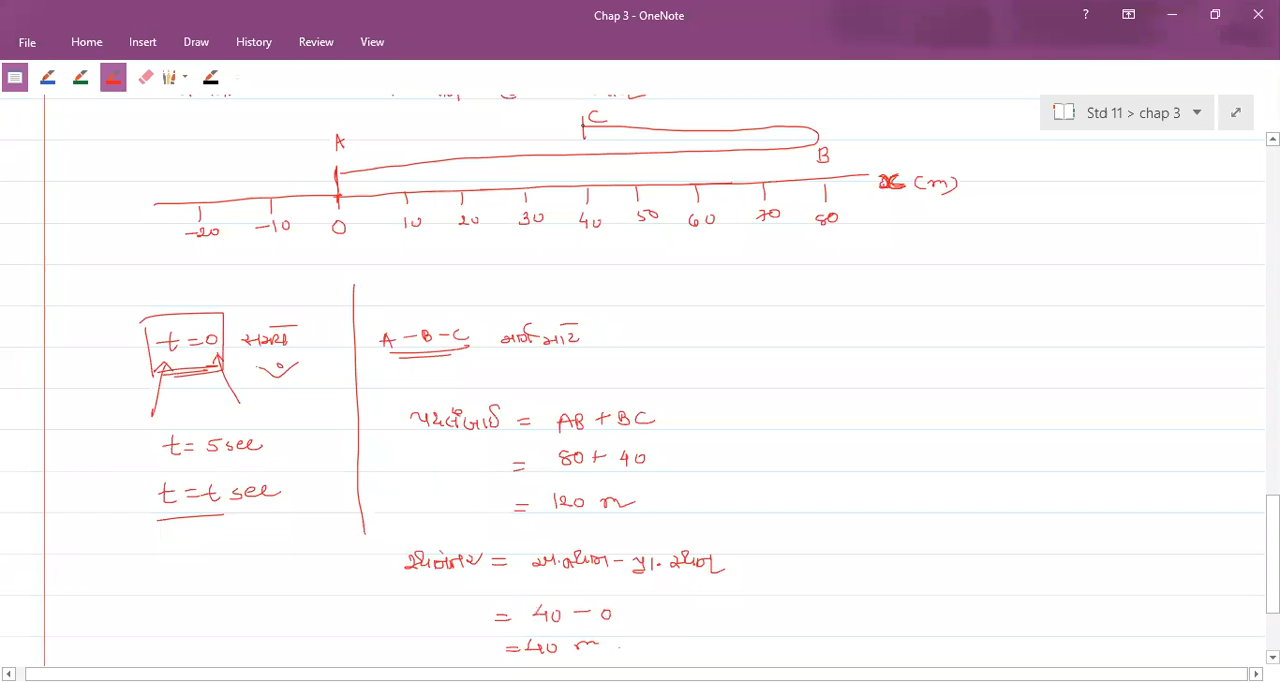 Chap 3 - OneNote
File Home Insert Draw History Review View
Std 11 > chap 3
C
A
B
x (m)
-20 -10 0 10 20 30 40 50 60 70 80
t = 0 સમયે
A - B - C માર્ગ માટે
પથલંબાઈ = AB + BC
t = 5 sec
= 80 + 40
t = t sec
= 120 m
સ્થાનાંતર = અં.સ્થાન - પ્રા.સ્થાન
= 40 - 0
= 40 m